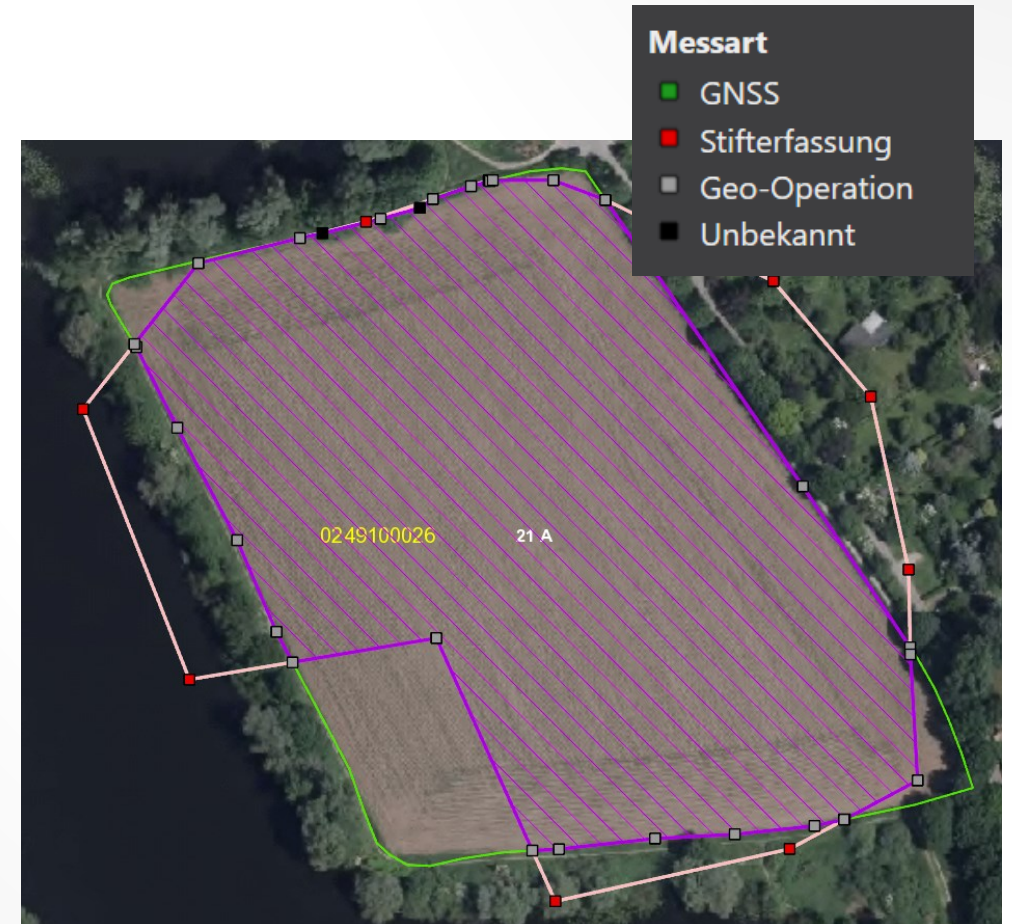 Messart
GNSS
Stifterfassung
Geo-Operation
Unbekannt
0249100026
21 A